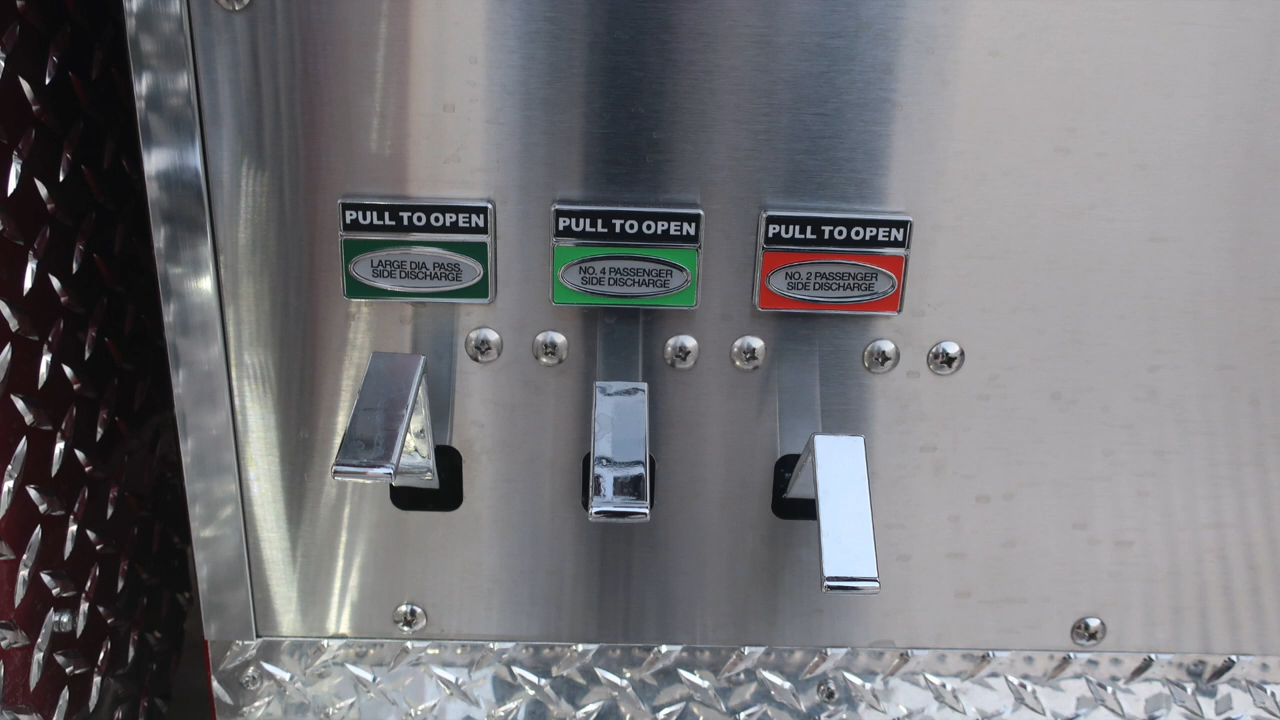 PULL TO OPEN
LARGE DIA. PASS.
SIDE DISCHARGE
PULL TO OPEN
NO. 4 PASSENGER
SIDE DISCHARGE
PULL TO OPEN
NO. 2 PASSENGER
SIDE DISCHARGE